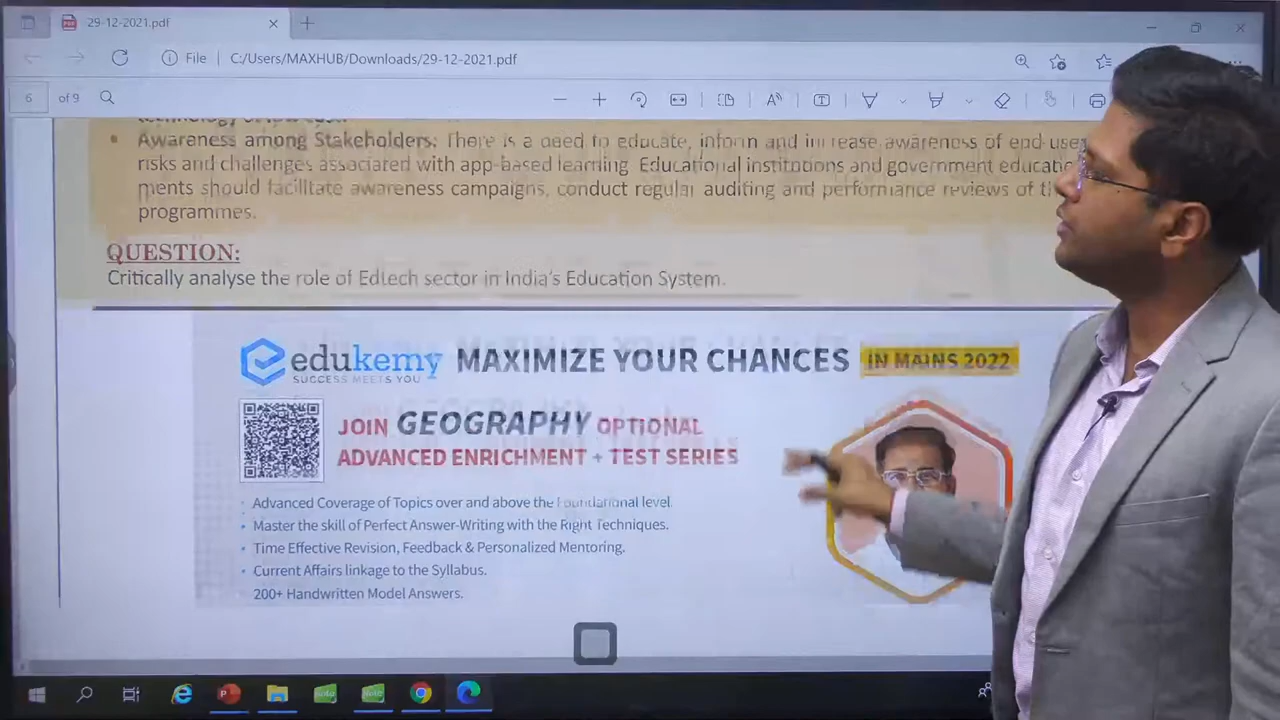 29-12-2021.pdf
File
C:/Users/MAXHUB/Downloads/29-12-2021.pdf
6 of 9
Awareness among Stakeholders: There is a need to educate, inform and increase awareness of end-use
risks and challenges associated with app-based learning Educational institutions and government educatio
ments should facilitate awareness campaigns, conduct regular auditing and performance reviews of
programmes.
QUESTION:
Critically analyse the role of Edtech sector in India's Education System.
edukemy
SUCCESS MEETS YOU
MAXIMIZE YOUR CHANCES IN MAINS 2022
JOIN GEOGRAPHY OPTIONAL
ADVANCED ENRICHMENT + TEST SERIES
• Advanced Coverage of Topics over and above the Foundational level.
• Master the skill of Perfect Answer-Writing with the Right Techniques.
• Time Effective Revision, Feedback & Personalized Mentoring.
• Current Affairs linkage to the Syllabus.
200+ Handwritten Model Answers.